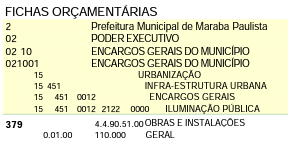 FICHAS ORÇAMENTÁRIAS
2 Prefeitura Municipal de Maraba Paulista
02 PODER EXECUTIVO
02 10 ENCARGOS GERAIS DO MUNICÍPIO
021001 ENCARGOS GERAIS DO MUNICÍPIO
15 URBANIZAÇÃO
15 451 INFRA-ESTRUTURA URBANA
15 451 0012 ENCARGOS GERAIS
15 451 0012 2122 0000 ILUMINAÇÃO PÚBLICA
379 4.4.90.51.00 OBRAS E INSTALAÇÕES
0.01.00 110.000 GERAL